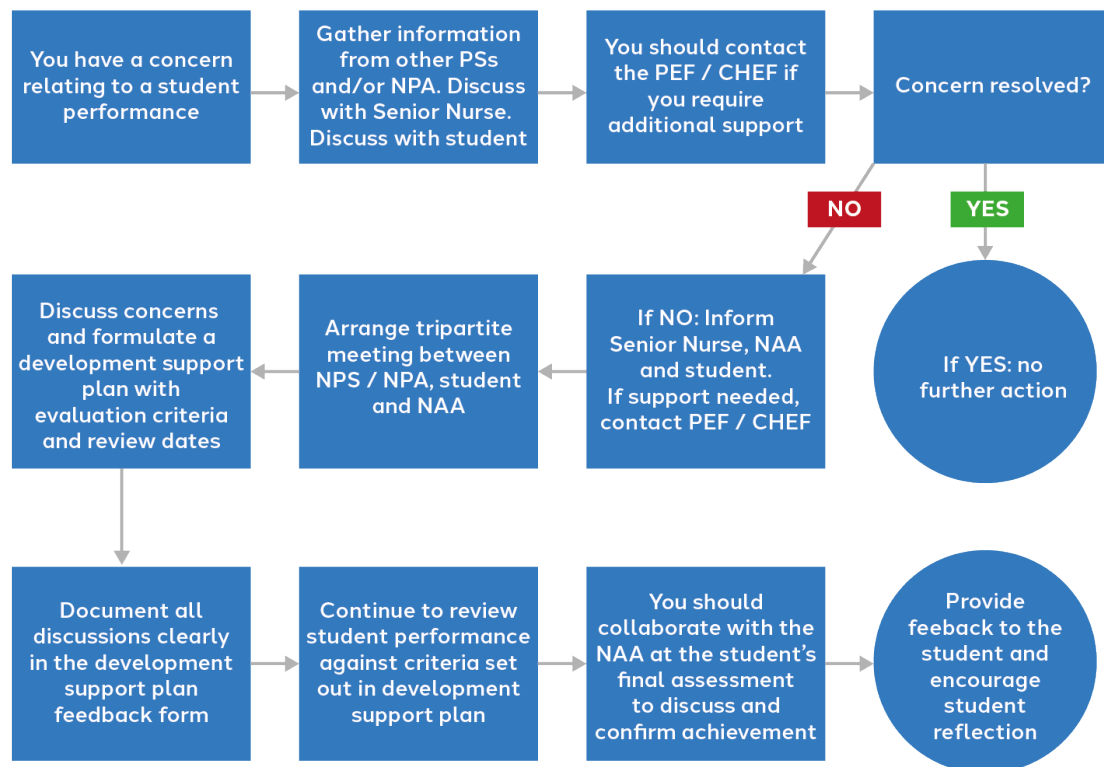 You have a concern
relating to a student
performance
Gather information
from other PSs
and/or NPA. Discuss
with Senior Nurse.
Discuss with student
You should contact
the PEF / CHEF if
you require
additional support
Concern resolved?
NO
YES
Discuss concerns
and formulate a
development support
plan with
evaluation criteria
and review dates
Arrange tripartite
meeting between
NPS / NPA, student
and NAA
If NO: Inform
Senior Nurse, NAA
and student.
If support needed,
contact PEF / CHEF
If YES: no
further action
Document all
discussions clearly
in the development
support plan
feedback form
Continue to review
student performance
against criteria set
out in development
support plan
You should
collaborate with the
NAA at the student’s
final assessment
to discuss and
confirm achievement
Provide
feeback to the
student and
encourage
student
reflection